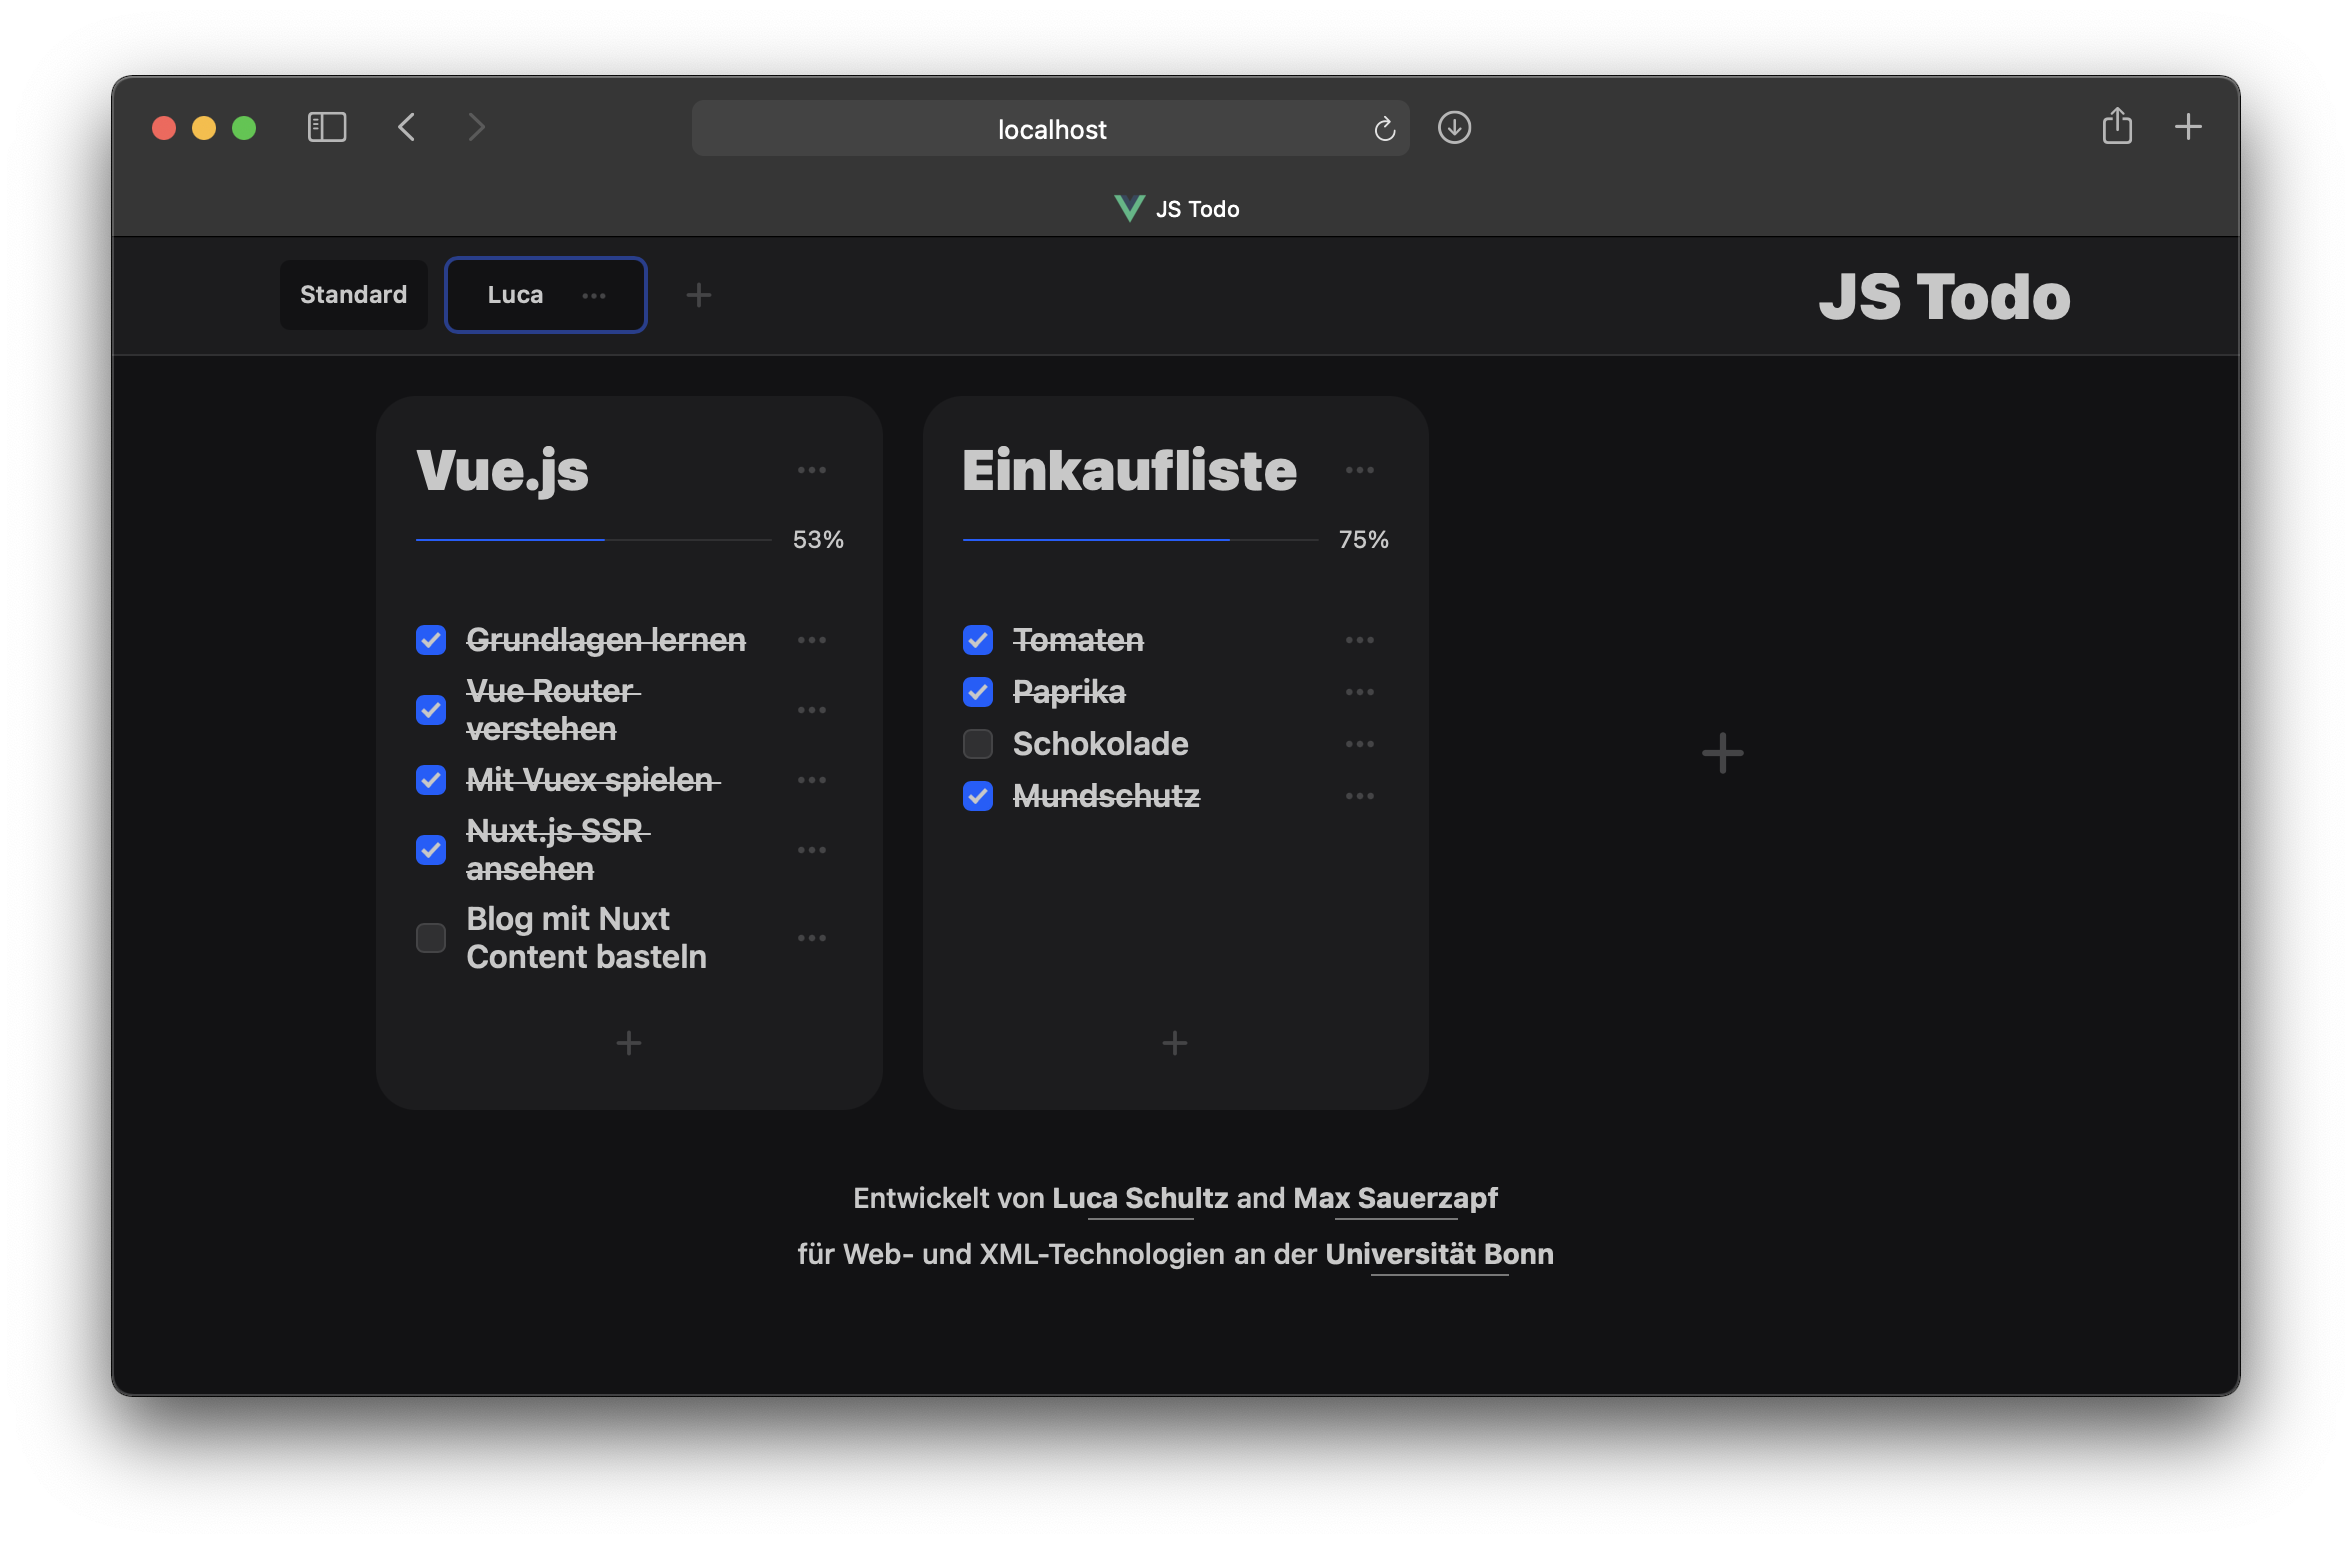 localhost
JS Todo
Standard
Luca
JS Todo
Vue.js
53%
Grundlagen lernen
Vue Router
verstehen
Mit Vuex spielen
Nuxt.js SSR
ansehen
Blog mit Nuxt
Content basteln
Einkaufliste
75%
Tomaten
Paprika
Schokolade
Mundschutz
Entwickelt von Luca Schultz and Max Sauerzapf
für Web- und XML-Technologien an der Universität Bonn